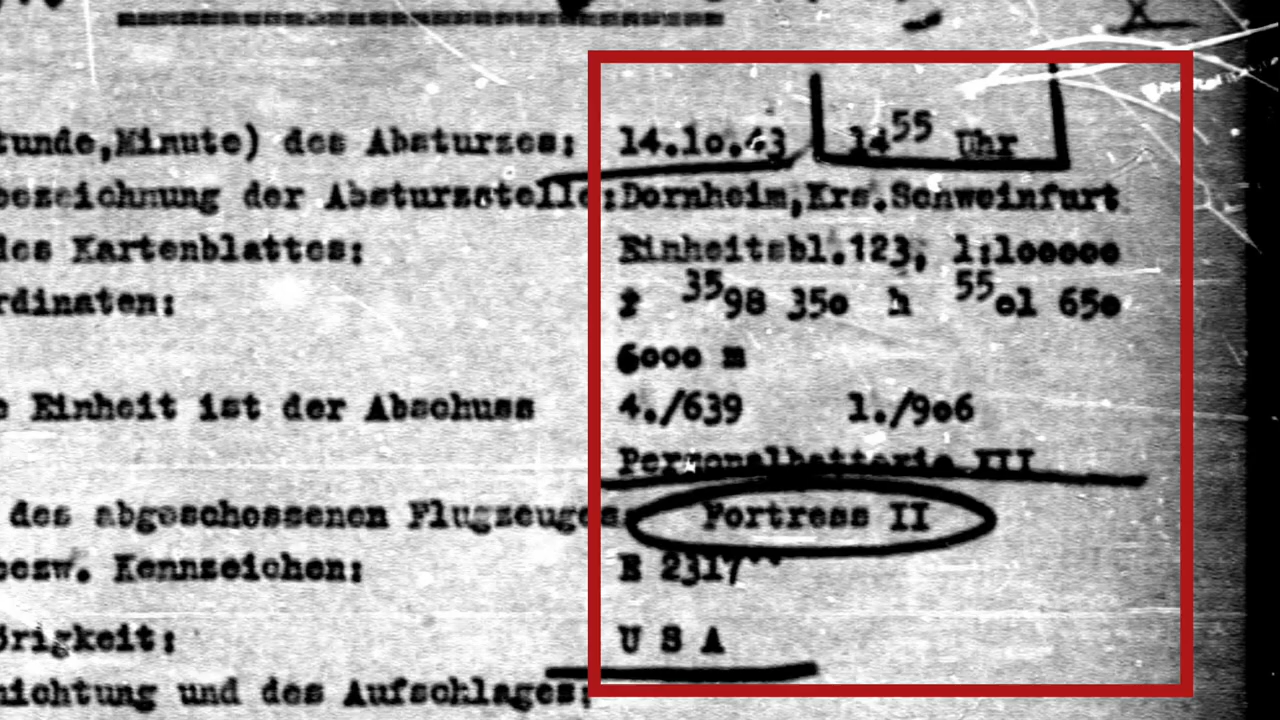 tunde,Minute) des Absturzes: 14.1o.43 14⁵⁵ Uhr
bezeichnung der Absturzstelle:Dornheim,Krs.Schweinfurt
des Kartenblattes: Einheitsbl.123, 1:1ooooo
rdinaten: r ³⁵98 35o h ⁵⁵o1 65o
6ooo m
e Einheit ist der Abschuss 4./639 1./9o6
Personalbatterie III
des abgeschossenen Flugzeuges: Fortress II
bezw. Kennzeichen: E 2317
örigkeit: U S A
ichtung und des Aufschlages: